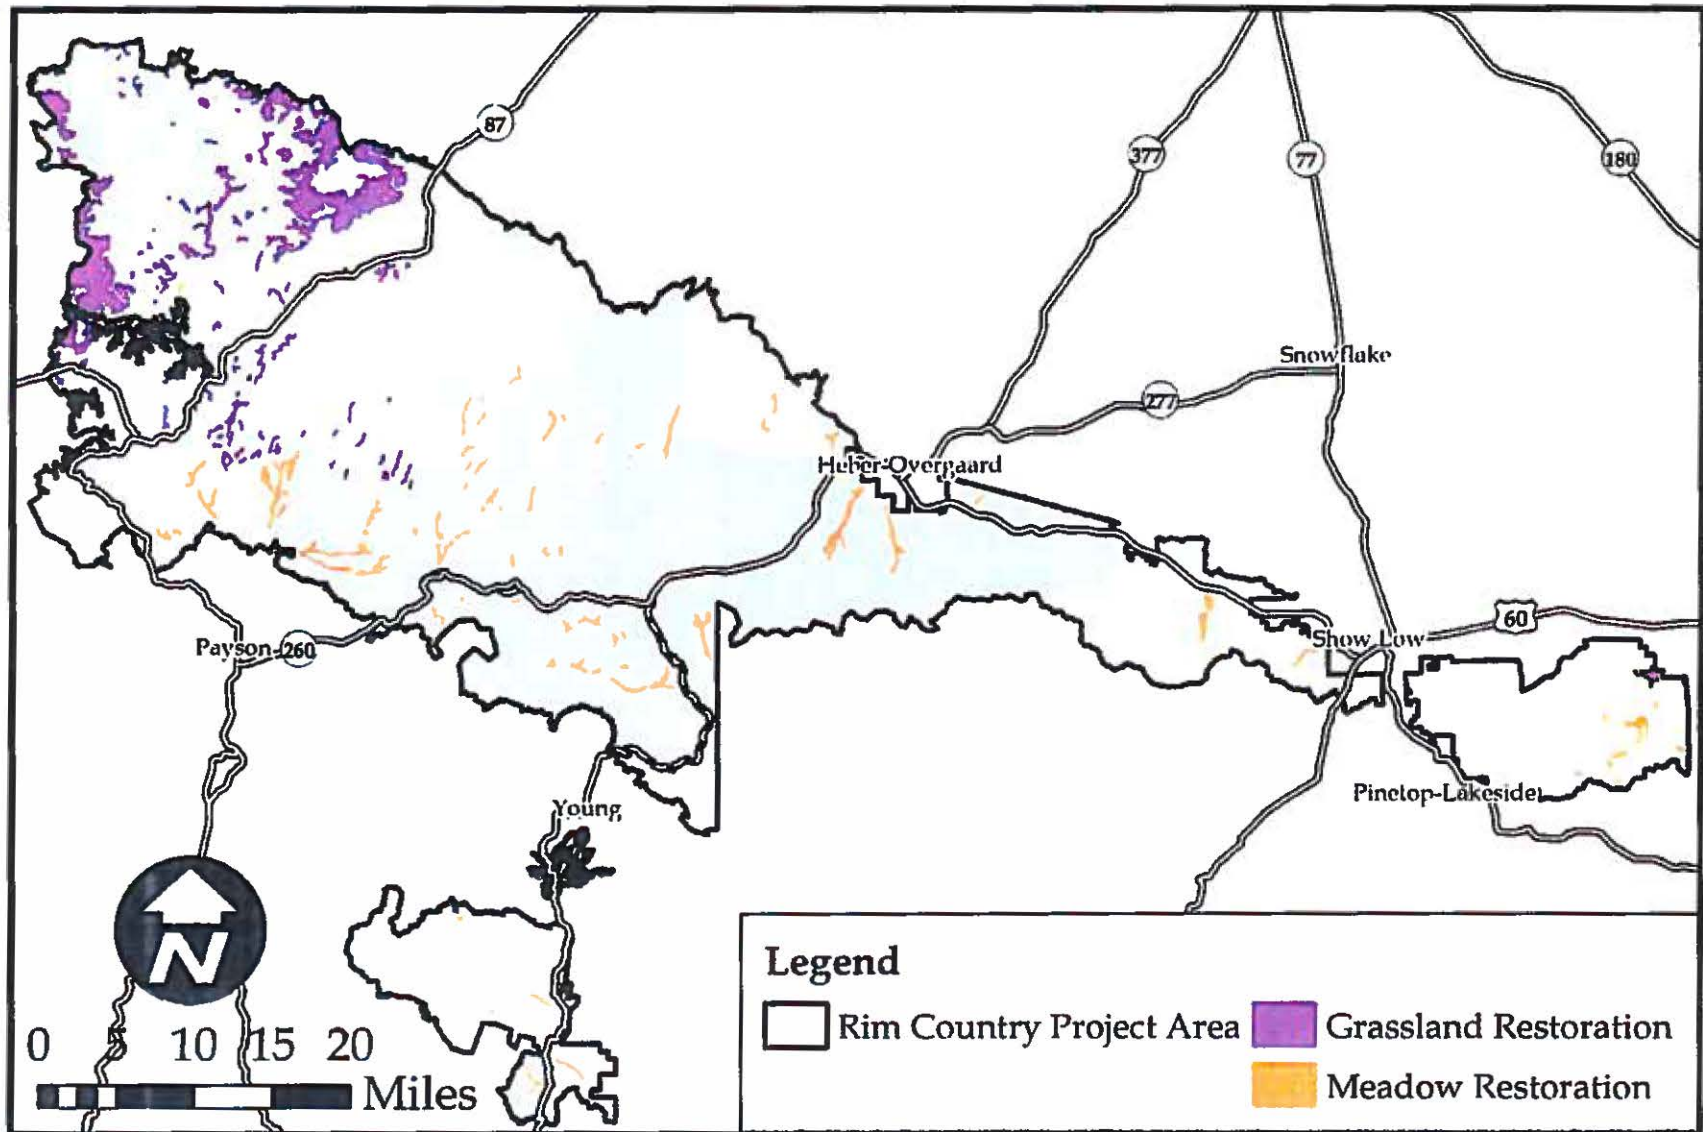 87
377
77
180
Snowflake
277
Heber-Overgaard
60
Show Low
Payson
260
Pinetop-Lakeside
Young
N
Legend
Rim Country Project Area
Grassland Restoration
Meadow Restoration
0 5 10 15 20
Miles